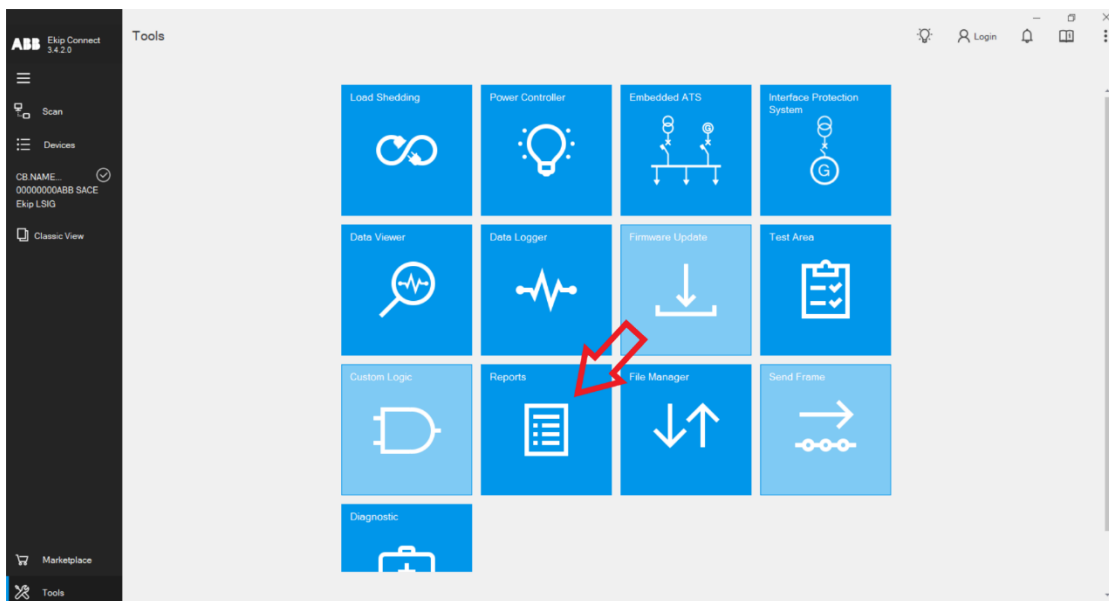 ABB Ekip Connect
3.4.2.0
Tools
Login
Scan
Devices
CB.NAME...
00000000ABB SACE
Ekip LSIG
Classic View
Load Shedding
Power Controller
Embedded ATS
G
Interface Protection
System
G
Data Viewer
Data Logger
Firmware Update
Test Area
Custom Logic
Reports
File Manager
Send Frame
Diagnostic
Marketplace
Tools